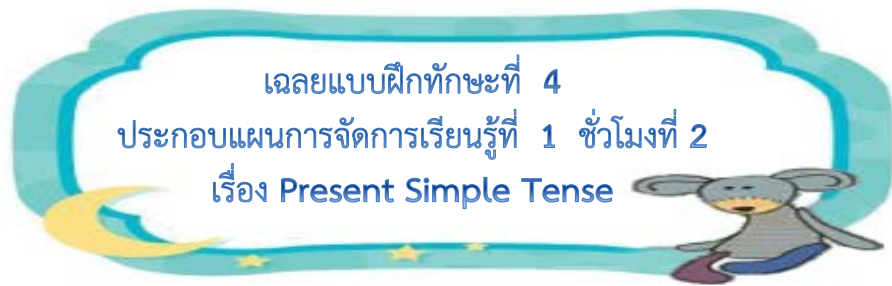 เฉลยแบบฝึกทักษะที่ 4
ประกอบแผนการจัดการเรียนรู้ที่ 1 ชั่วโมงที่ 2
เรื่อง Present Simple Tense